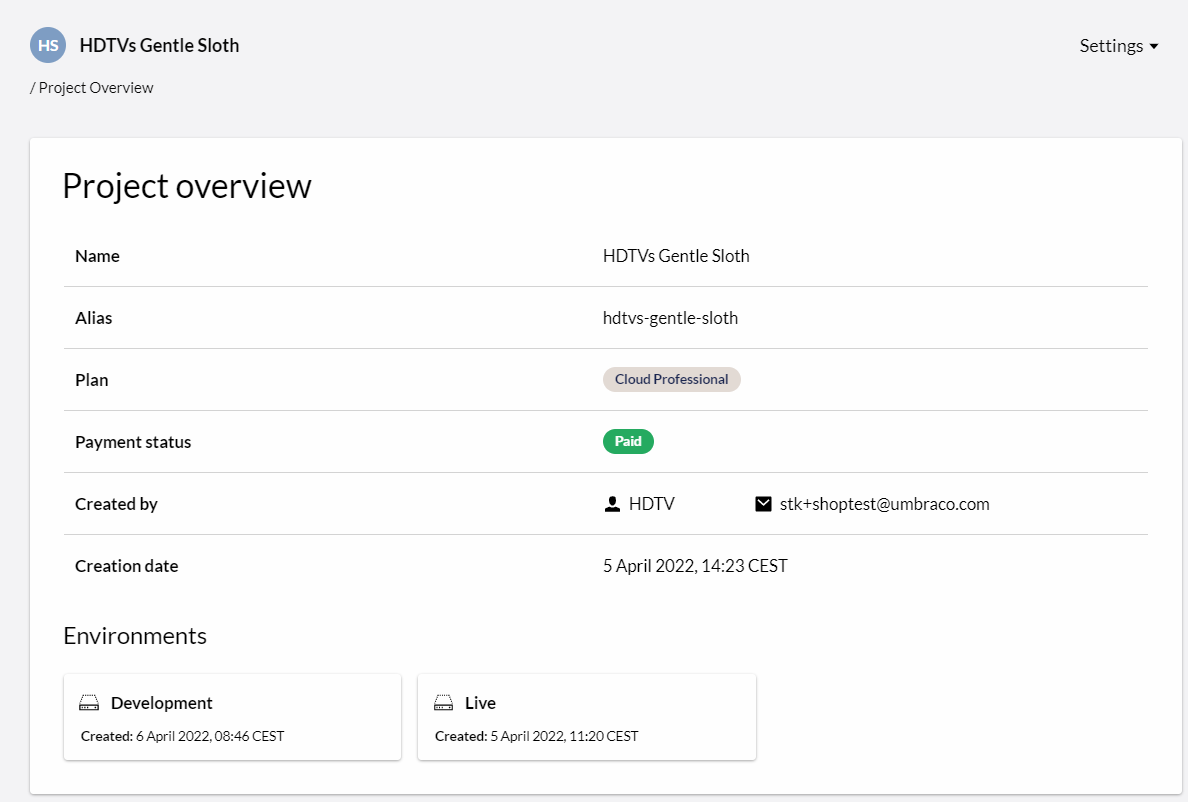 HS HDTVs Gentle Sloth Settings
/ Project Overview
Project overview
Name HDTVs Gentle Sloth
Alias hdtvs-gentle-sloth
Plan Cloud Professional
Payment status Paid
Created by HDTV stk+shoptest@umbraco.com
Creation date 5 April 2022, 14:23 CEST
Environments
Development Live
Created: 6 April 2022, 08:46 CEST Created: 5 April 2022, 11:20 CEST